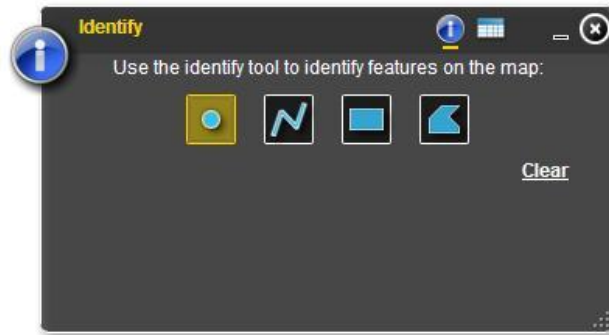 Identify
Use the identify tool to identify features on the map:
Clear